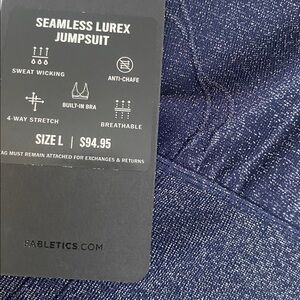 SEAMLESS LUREX
JUMPSUIT
SWEAT WICKING
ANTI-CHAFE
BUILT-IN BRA
4-WAY STRETCH
BREATHABLE
SIZE L | $94.95
TAG MUST REMAIN ATTACHED FOR EXCHANGES & RETURNS
FABLETICS.COM